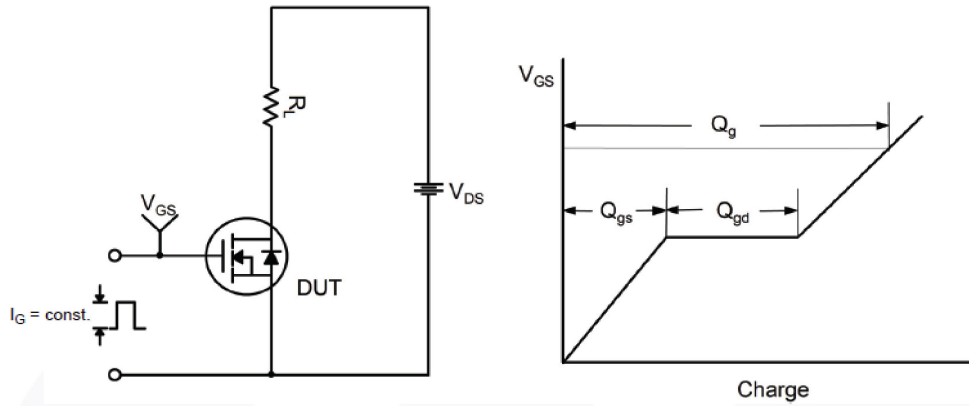 R_L
V_DS
V_GS
DUT
I_G = const.
V_GS
Q_g
Q_gs
Q_gd
Charge